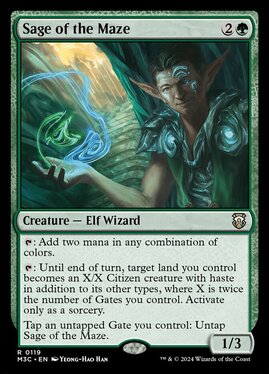 Sage of the Maze 2
Creature — Elf Wizard
: Add two mana in any combination of
colors.
: Until end of turn, target land you control
becomes an X/X Citizen creature with haste
in addition to its other types, where X is
twice the number of Gates you control. Activate
only as a sorcery.
Tap an untapped Gate you control: Untap
Sage of the Maze.
1/3
R 0119
M3C • EN Yeong-Hao Han
™ & © 2024 Wizards of the Coast